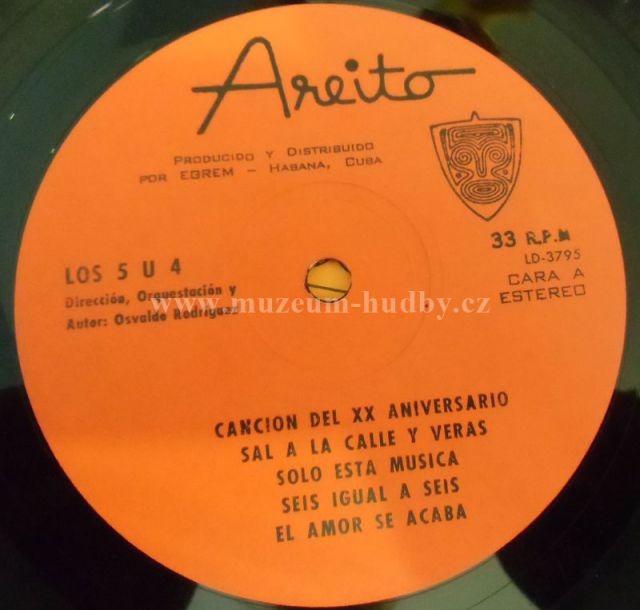 Areito
PRODUCIDO Y DISTRIBUIDO
POR EGREM – HABANA, CUBA
33 R.P.M
LD-3795
CARA A
ESTEREO
LOS 5 U 4
Dirección, Orquestación y
Autor: Osvaldo Rodríguez
www.muzeum-hudby.cz
CANCION DEL XX ANIVERSARIO
SAL A LA CALLE Y VERAS
SOLO ESTA MUSICA
SEIS IGUAL A SEIS
EL AMOR SE ACABA